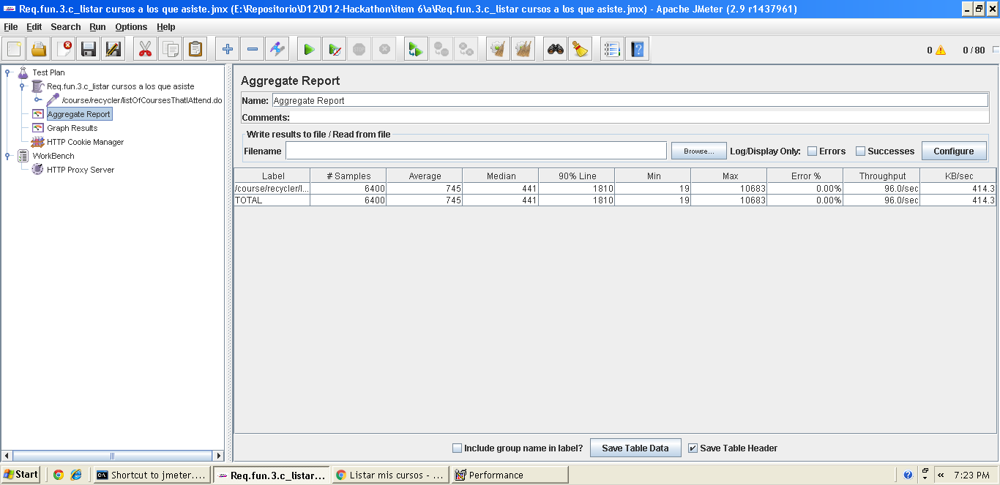 Req.fun.3.c_listar cursos a los que asiste.jmx (E:\Repositorio\D12\D12-Hackathon\item 6\a\Req.fun.3.c_listar cursos a los que asiste.jmx) - Apache JMeter (2.9 r1437961)
File Edit Search Run Options Help
0 0 / 80
Test Plan
Req.fun.3.c_listar cursos a los que asiste
/course/recycler/listOfCoursesThatIAttend.do
Aggregate Report
Graph Results
HTTP Cookie Manager
WorkBench
HTTP Proxy Server
Aggregate Report
Name: Aggregate Report
Comments:
Write results to file / Read from file
Filename Browse... Log/Display Only: Errors Successes Configure
Label # Samples Average Median 90% Line Min Max Error % Throughput KB/sec
/course/recycler/l... 6400 745 441 1810 19 10683 0.00% 96.0/sec 414.3
TOTAL 6400 745 441 1810 19 10683 0.00% 96.0/sec 414.3
Include group name in label? Save Table Data Save Table Header
Start Shortcut to jmeter.... Req.fun.3.c_listar... Listar mis cursos - ... Performance « 7:23 PM